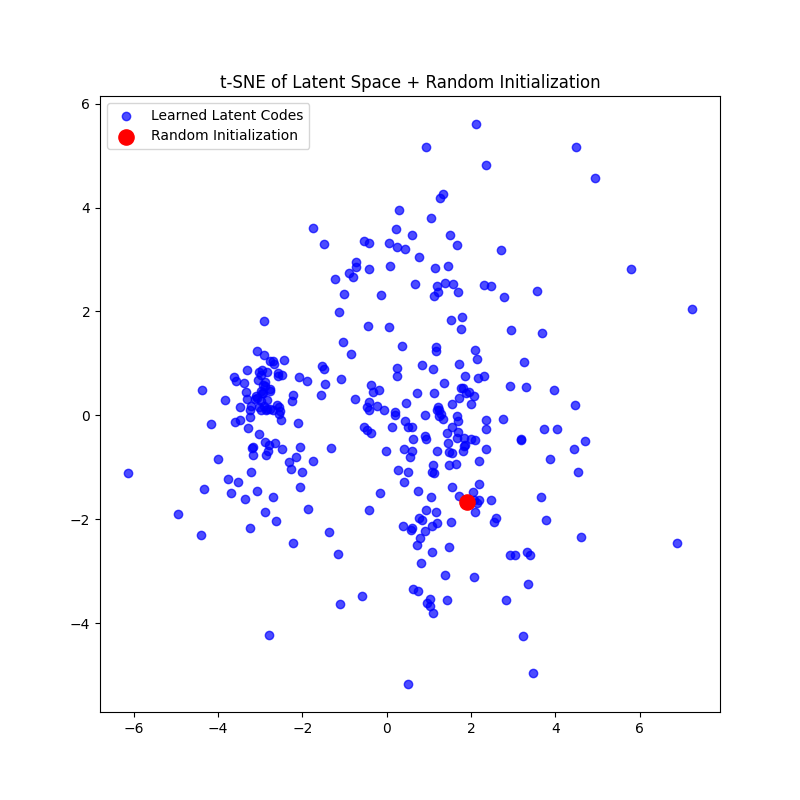 t-SNE of Latent Space + Random Initialization
Learned Latent Codes
Random Initialization
6
4
2
0
−2
−4
−6 −4 −2 0 2 4 6